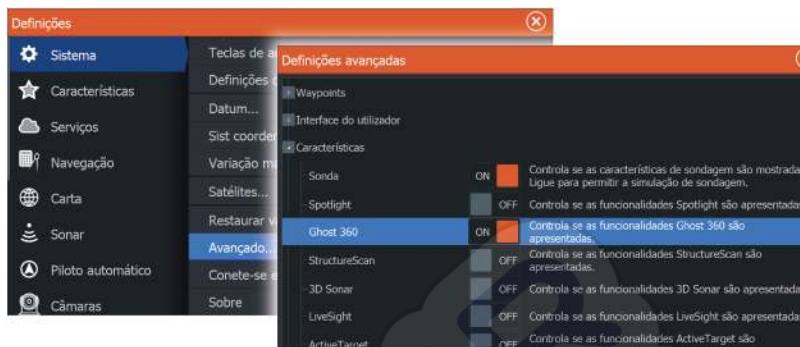 Definições
Sistema
Características
Serviços
Navegação
Carta
Sonar
Piloto automático
Câmaras
Teclas de
Definições
Datum...
Sist
Variação
Satélites...
Restaurar
Avançado...
Conete-se
Sobre
Definições avançadas
Waypoints
Interface do utilizador
Características
Sonda ON Controla se as características de sondagem são
Ligue para permitir a simulação de sondagem.
Spotlight OFF Controla se as funcionalidades Spotlight são
Ghost 360 ON Controla se as funcionalidades Ghost 360 são
apresentadas.
StructureScan OFF Controla se as funcionalidades StructureScan são
apresentadas.
3D Sonar OFF Controla se as funcionalidades 3D Sonar são
LiveSight OFF Controla se as funcionalidades LiveSight são
ActiveTarget OFF Controla se as funcionalidades ActiveTarget são